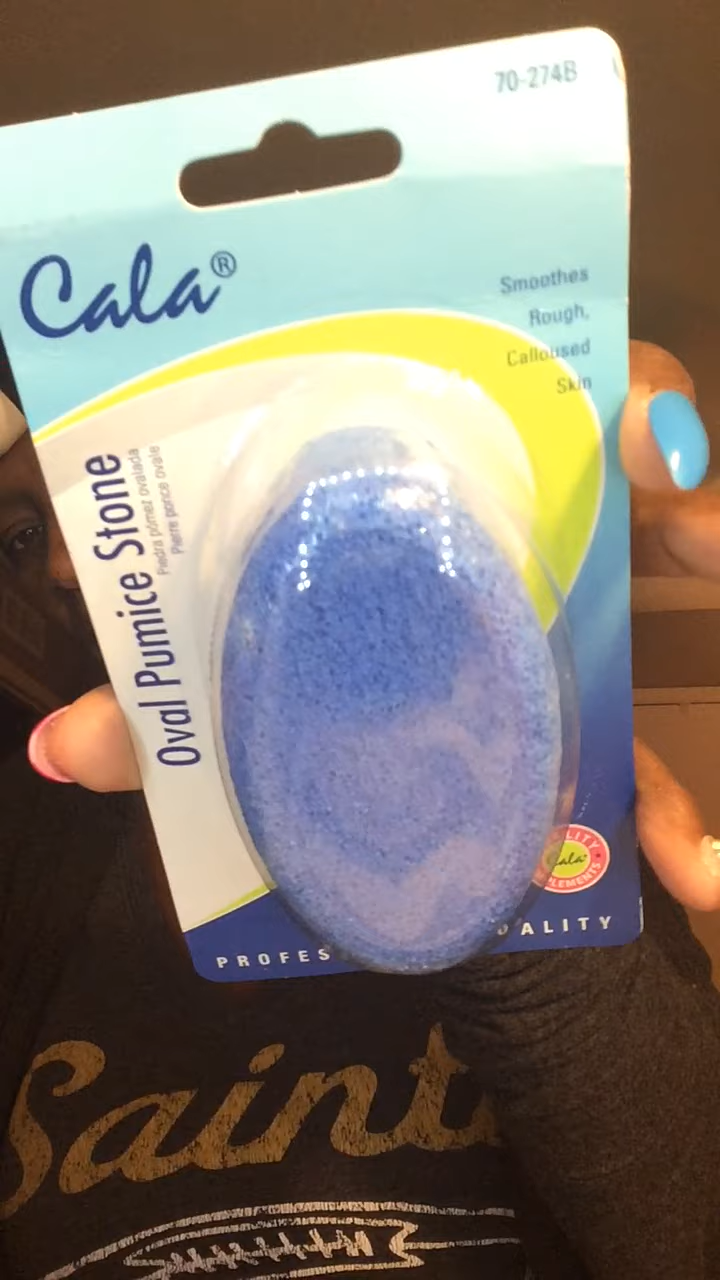 70-274B
Cala®
Smoothes
Rough,
Calloused
Skin
Oval Pumice Stone
Piedra pómez ovalada
Pierre ponce ovale
Cala
PROFES ALITY
Saint